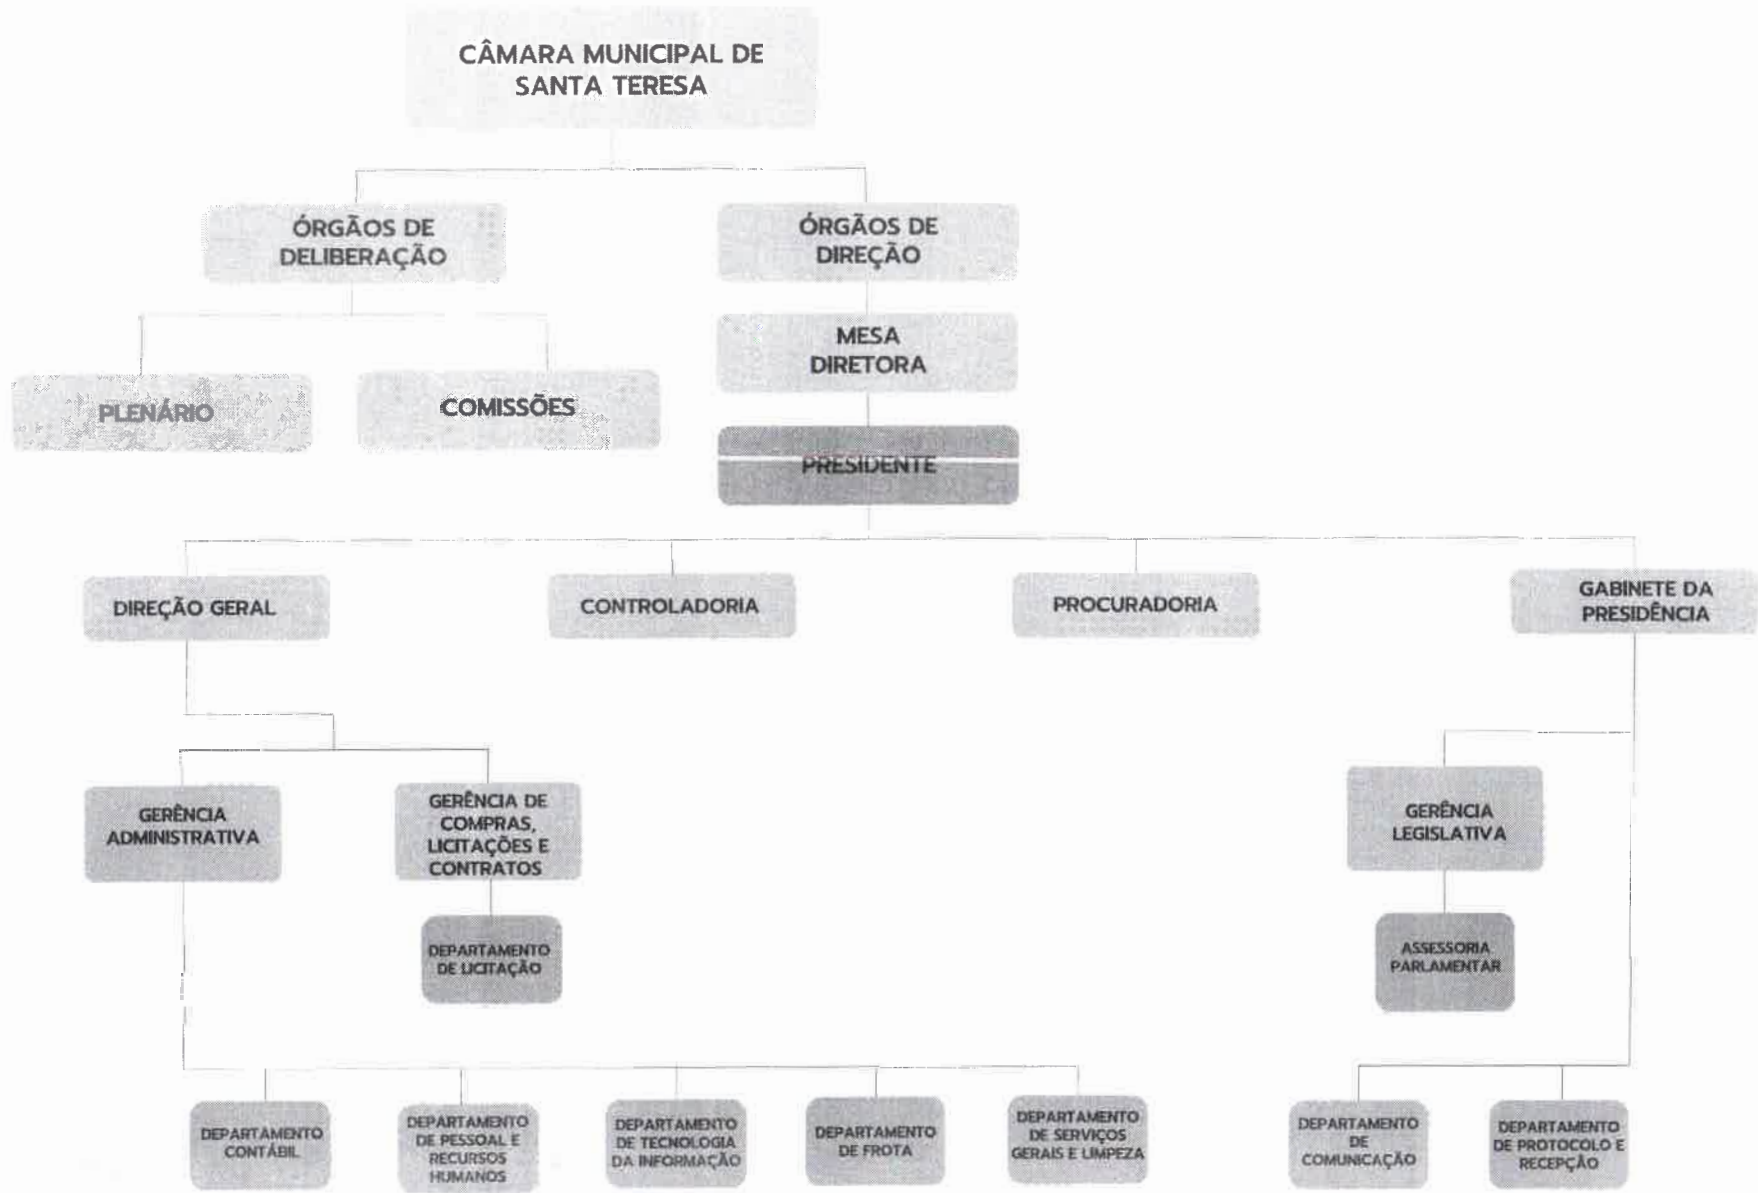 CÂMARA MUNICIPAL DE
SANTA TERESA
ÓRGÃOS DE
DELIBERAÇÃO
ÓRGÃOS DE
DIREÇÃO
MESA
DIRETORA
PLENÁRIO
COMISSÕES
PRESIDENTE
DIREÇÃO GERAL
CONTROLADORIA
PROCURADORIA
GABINETE DA
PRESIDÊNCIA
GERÊNCIA
ADMINISTRATIVA
GERÊNCIA DE
COMPRAS,
LICITAÇÕES E
CONTRATOS
GERÊNCIA
LEGISLATIVA
DEPARTAMENTO
DE LICITAÇÃO
ASSESSORIA
PARLAMENTAR
DEPARTAMENTO
CONTÁBIL
DEPARTAMENTO
DE PESSOAL E
RECURSOS
HUMANOS
DEPARTAMENTO
DE TECNOLOGIA
DA INFORMAÇÃO
DEPARTAMENTO
DE FROTA
DEPARTAMENTO
DE SERVIÇOS
GERAIS E LIMPEZA
DEPARTAMENTO
DE
COMUNICAÇÃO
DEPARTAMENTO
DE PROTOCOLO E
RECEPÇÃO